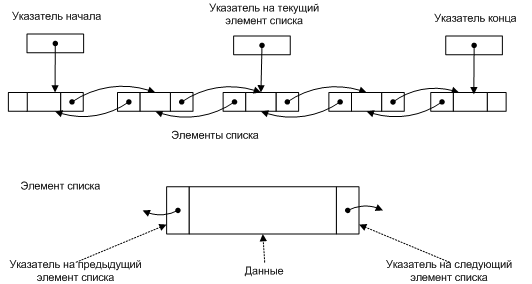 Указатель начала
Указатель на текущий
элемент списка
Указатель конца
Элементы списка
Элемент списка
Указатель на предыдущий
элемент списка
Данные
Указатель на следующий
элемент списка